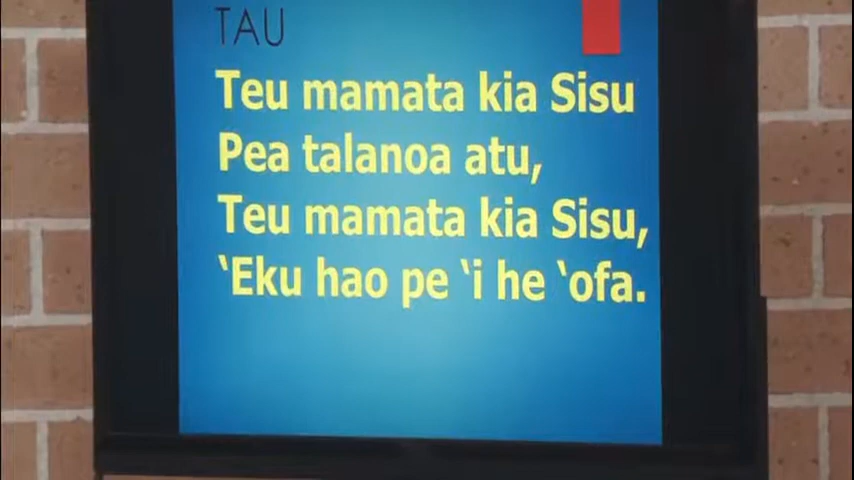 TAU
Teu mamata kia Sisu
Pea talanoa atu,
Teu mamata kia Sisu,
‘Eku hao pe ‘i he ‘ofa.